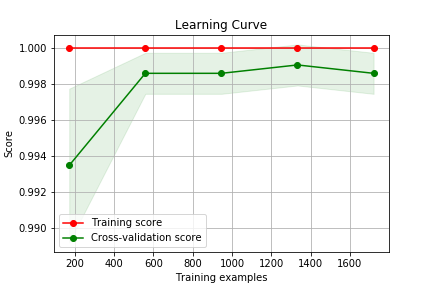 Learning Curve
1.000
0.998
0.996
0.994
0.992
0.990
Score
Training score
Cross-validation score
200 400 600 800 1000 1200 1400 1600
Training examples